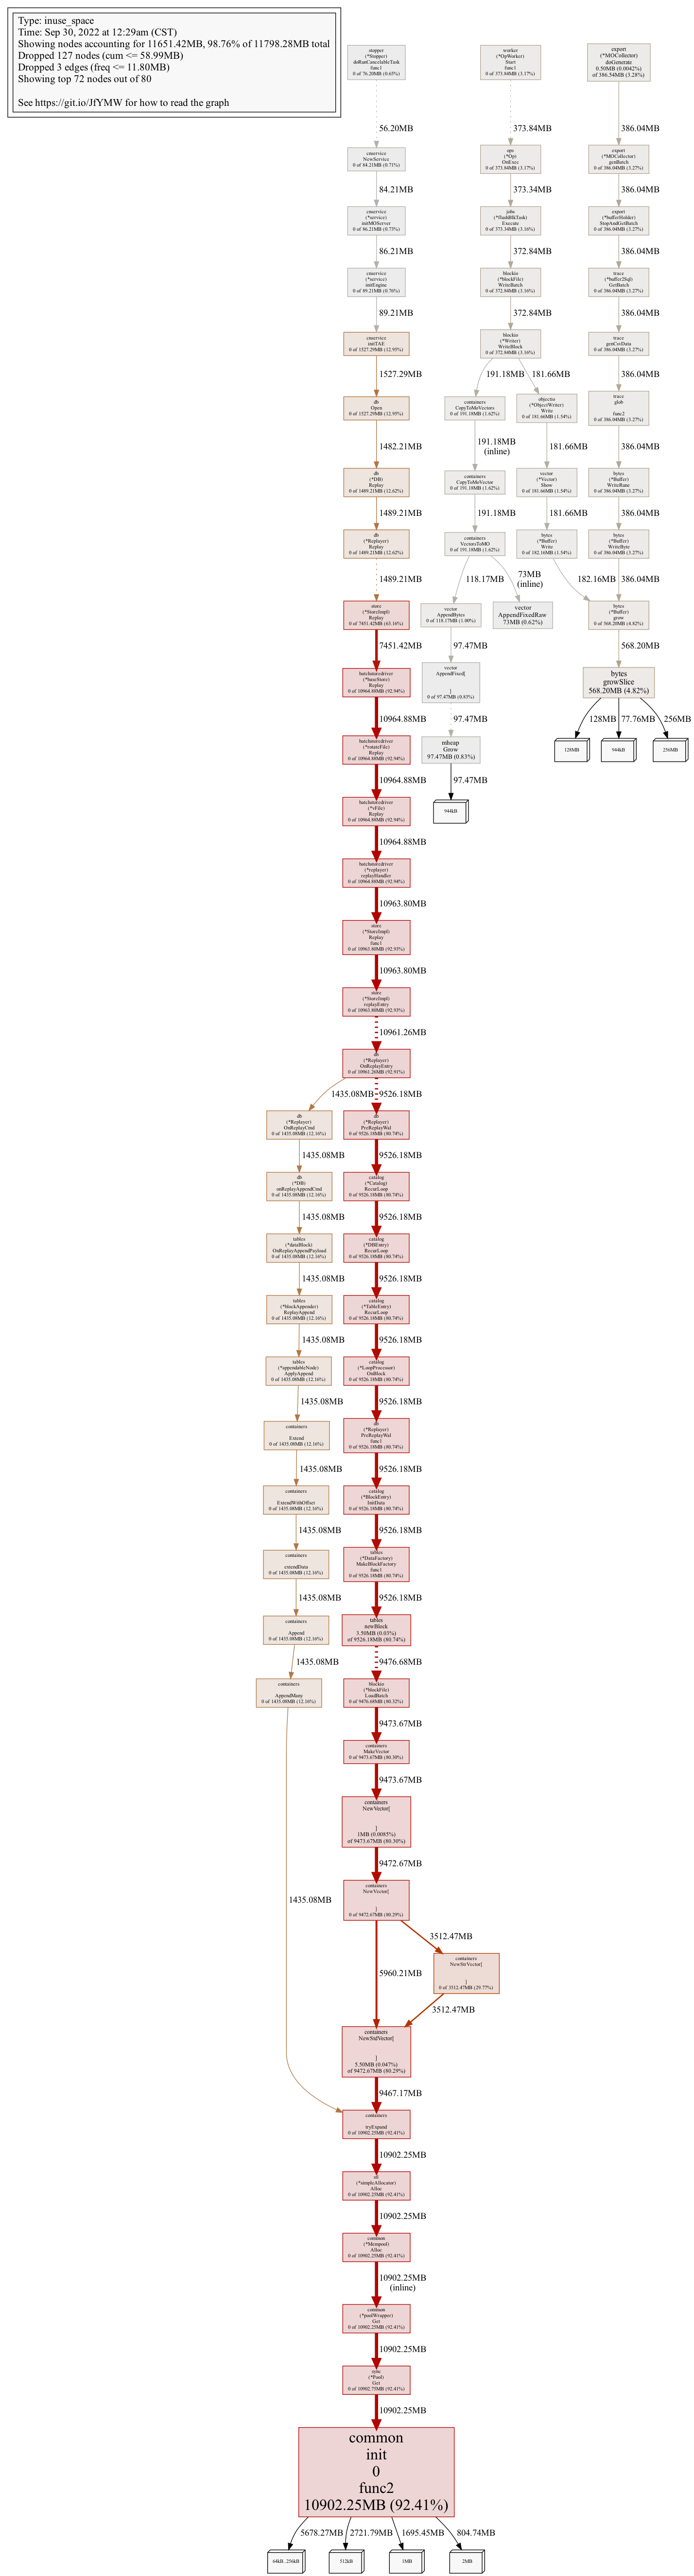 Type: inuse_space
Time: Sep 30, 2022 at 12:29am (CST)
Showing nodes accounting for 11651.42MB, 98.76% of 11798.28MB total
Dropped 127 nodes (cum <= 58.99MB)
Dropped 3 edges (freq <= 11.80MB)
Showing top 72 nodes out of 80
See https://git.io/JfYMW for how to read the graph
stopper
(*Stopper)
doRunCancelableTask
func1
0 of 76.20MB (0.65%)
56.20MB
cnservice
NewService
0 of 84.21MB (0.71%)
84.21MB
cnservice
(*service)
initMOServer
0 of 86.21MB (0.73%)
86.21MB
cnservice
(*service)
initEngine
0 of 89.21MB (0.76%)
89.21MB
cnservice
initTAE
0 of 1527.29MB (12.95%)
1527.29MB
db
Open
0 of 1527.29MB (12.95%)
1482.21MB
db
(*DB)
Replay
0 of 1489.21MB (12.62%)
1489.21MB
db
(*Replayer)
Replay
0 of 1489.21MB (12.62%)
1489.21MB
store
(*StoreImpl)
Replay
0 of 7451.42MB (63.16%)
7451.42MB
worker
(*OpWorker)
Start
func1
0 of 373.84MB (3.17%)
373.84MB
ops
(*Op)
OnExec
0 of 373.84MB (3.17%)
373.34MB
jobs
(*flushBlkTask)
Execute
0 of 373.34MB (3.16%)
372.84MB
blockio
(*blockFile)
WriteBatch
0 of 372.84MB (3.16%)
372.84MB
blockio
(*Writer)
WriteBlock
0 of 372.84MB (3.16%)
191.18MB
181.66MB
containers
CopyToMoVectors
0 of 191.18MB (1.62%)
191.18MB
(inline)
containers
CopyToMoVector
0 of 191.18MB (1.62%)
191.18MB
containers
VectorsToMO
0 of 191.18MB (1.62%)
118.17MB
73MB
(inline)
vector
AppendBytes
0 of 118.17MB (1.00%)
97.47MB
vector
AppendFixedRaw
73MB (0.62%)
vector
AppendFixed[
]
0 of 97.47MB (0.83%)
97.47MB
mheap
Grow
97.47MB (0.83%)
97.47MB
944kB
objectio
(*ObjectWriter)
Write
0 of 181.66MB (1.54%)
181.66MB
vector
(*Vector)
Show
0 of 181.66MB (1.54%)
181.66MB
bytes
(*Buffer)
Write
0 of 182.16MB (1.54%)
182.16MB
export
(*MOCollector)
doGenerate
0.50MB (0.0042%)
of 386.54MB (3.28%)
386.04MB
export
(*MOCollector)
genBatch
0 of 386.04MB (3.27%)
386.04MB
export
(*bufferHolder)
StopAndGetBatch
0 of 386.04MB (3.27%)
386.04MB
trace
(*buffer2Sql)
GetBatch
0 of 386.04MB (3.27%)
386.04MB
trace
genCsvData
0 of 386.04MB (3.27%)
386.04MB
trace
glob
func2
0 of 386.04MB (3.27%)
386.04MB
bytes
(*Buffer)
WriteRune
0 of 386.04MB (3.27%)
386.04MB
bytes
(*Buffer)
WriteByte
0 of 386.04MB (3.27%)
386.04MB
bytes
(*Buffer)
grow
0 of 568.20MB (4.82%)
568.20MB
bytes
growSlice
568.20MB (4.82%)
128MB
77.76MB
256MB
128MB
944kB
256MB
batchstoredriver
(*baseStore)
Replay
0 of 10964.88MB (92.94%)
10964.88MB
batchstoredriver
(*rotateFile)
Replay
0 of 10964.88MB (92.94%)
10964.88MB
batchstoredriver
(*vFile)
Replay
0 of 10964.88MB (92.94%)
10964.88MB
batchstoredriver
(*replayer)
replayHandler
0 of 10964.88MB (92.94%)
10963.80MB
store
(*StoreImpl)
Replay
func1
0 of 10963.80MB (92.93%)
10963.80MB
store
(*StoreImpl)
replayEntry
0 of 10963.80MB (92.93%)
10961.26MB
db
(*Replayer)
OnReplayEntry
0 of 10961.26MB (92.91%)
1435.08MB
9526.18MB
db
(*Replayer)
OnReplayCmd
0 of 1435.08MB (12.16%)
1435.08MB
db
(*DB)
onReplayAppendCmd
0 of 1435.08MB (12.16%)
1435.08MB
tables
(*dataBlock)
OnReplayAppendPayload
0 of 1435.08MB (12.16%)
1435.08MB
tables
(*blockAppender)
ReplayAppend
0 of 1435.08MB (12.16%)
1435.08MB
tables
(*appendableNode)
ApplyAppend
0 of 1435.08MB (12.16%)
1435.08MB
containers
Extend
0 of 1435.08MB (12.16%)
1435.08MB
containers
ExtendWithOffset
0 of 1435.08MB (12.16%)
1435.08MB
containers
extendData
0 of 1435.08MB (12.16%)
1435.08MB
containers
Append
0 of 1435.08MB (12.16%)
1435.08MB
containers
AppendMany
0 of 1435.08MB (12.16%)
1435.08MB
db
(*Replayer)
PreReplayWal
0 of 9526.18MB (80.74%)
9526.18MB
catalog
(*Catalog)
RecurLoop
0 of 9526.18MB (80.74%)
9526.18MB
catalog
(*DBEntry)
RecurLoop
0 of 9526.18MB (80.74%)
9526.18MB
catalog
(*TableEntry)
RecurLoop
0 of 9526.18MB (80.74%)
9526.18MB
catalog
(*LoopProcessor)
OnBlock
0 of 9526.18MB (80.74%)
9526.18MB
db
(*Replayer)
PreReplayWal
func1
0 of 9526.18MB (80.74%)
9526.18MB
catalog
(*BlockEntry)
InitData
0 of 9526.18MB (80.74%)
9526.18MB
tables
(*DataFactory)
MakeBlockFactory
func1
0 of 9526.18MB (80.74%)
9526.18MB
tables
newBlock
3.50MB (0.03%)
of 9526.18MB (80.74%)
9476.68MB
blockio
(*blockFile)
LoadBatch
0 of 9476.68MB (80.32%)
9473.67MB
containers
MakeVector
0 of 9473.67MB (80.30%)
9473.67MB
containers
NewVector[
]
1MB (0.0085%)
of 9473.67MB (80.30%)
9472.67MB
containers
NewVector[
]
0 of 9472.67MB (80.29%)
3512.47MB
5960.21MB
containers
NewStrVector[
]
0 of 3512.47MB (29.77%)
3512.47MB
containers
NewStdVector[
]
5.50MB (0.047%)
of 9472.67MB (80.29%)
9467.17MB
containers
tryExpand
0 of 10902.25MB (92.41%)
10902.25MB
stl
(*simpleAllocator)
Alloc
0 of 10902.25MB (92.41%)
10902.25MB
common
(*Mempool)
Alloc
0 of 10902.25MB (92.41%)
10902.25MB
(inline)
common
(*poolWrapper)
Get
0 of 10902.25MB (92.41%)
10902.25MB
sync
(*Pool)
Get
0 of 10902.75MB (92.41%)
10902.25MB
common
init
0
func2
10902.25MB (92.41%)
5678.27MB
2721.79MB
1695.45MB
804.74MB
64kB..256kB
512kB
1MB
2MB